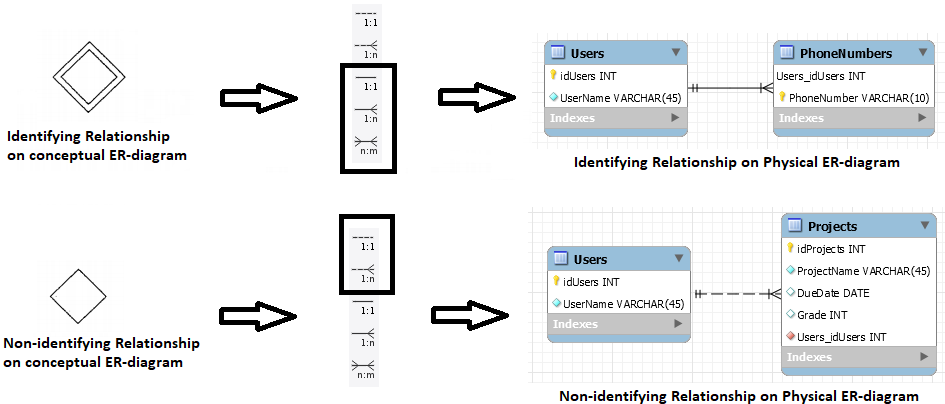 1:1
1:n
1:1
1:n
n:m
Identifying Relationship
on conceptual ER-diagram
Users
idUsers INT
UserName VARCHAR(45)
Indexes
PhoneNumbers
Users_idUsers INT
PhoneNumber VARCHAR(10)
Indexes
Identifying Relationship on Physical ER-diagram
1:1
1:n
1:1
1:n
n:m
Non-identifying Relationship
on conceptual ER-diagram
Users
idUsers INT
UserName VARCHAR(45)
Indexes
Projects
idProjects INT
ProjectName VARCHAR(45)
DueDate DATE
Grade INT
Users_idUsers INT
Indexes
Non-identifying Relationship on Physical ER-diagram